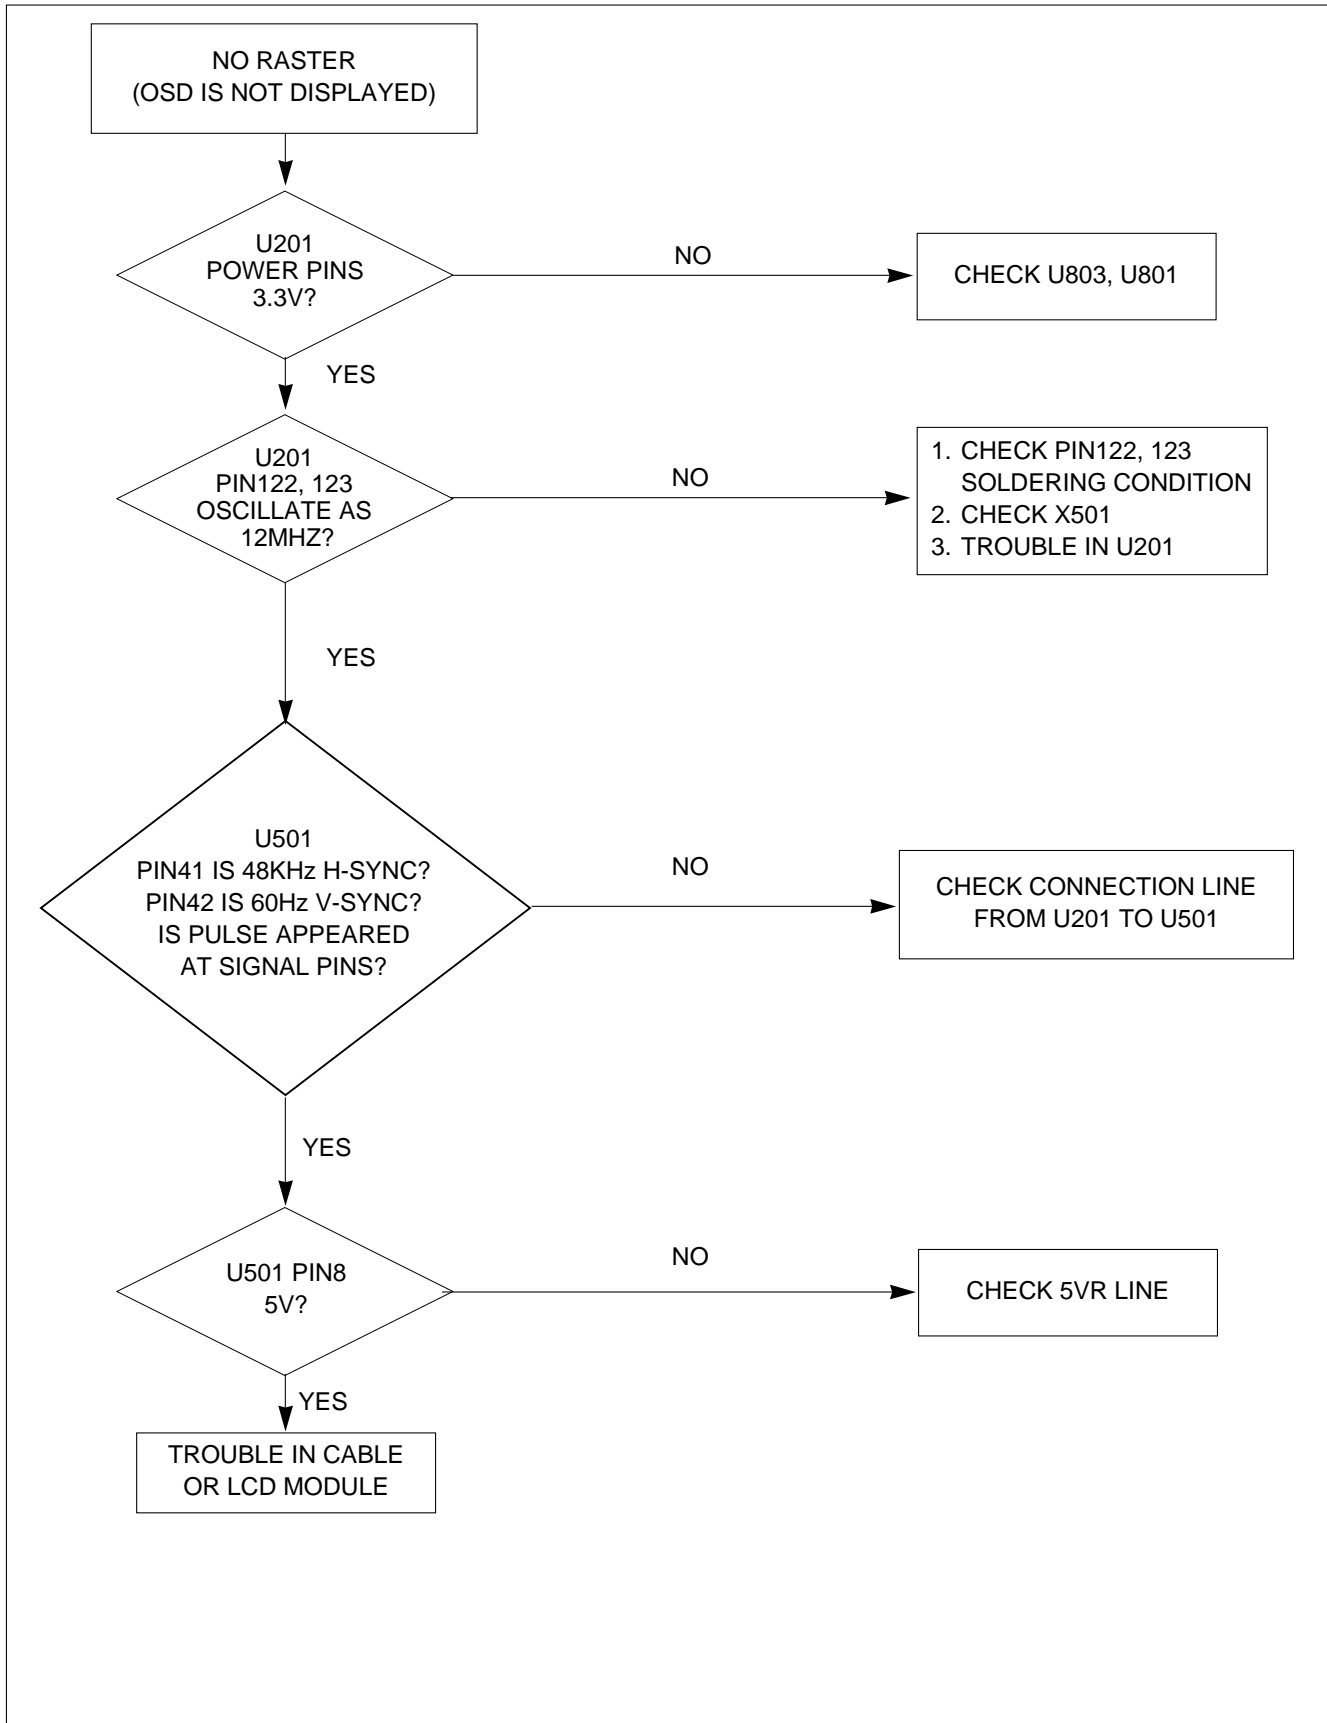 NO RASTER
(OSD IS NOT DISPLAYED)
U201
POWER PINS
3.3V?
NO
CHECK U803, U801
YES
U201
PIN122, 123
OSCILLATE AS
12MHZ?
NO
1. CHECK PIN122, 123
SOLDERING CONDITION
2. CHECK X501
3. TROUBLE IN U201
YES
U501
PIN41 IS 48KHz H-SYNC?
PIN42 IS 60Hz V-SYNC?
IS PULSE APPEARED
AT SIGNAL PINS?
NO
CHECK CONNECTION LINE
FROM U201 TO U501
YES
U501 PIN8
5V?
NO
CHECK 5VR LINE
YES
TROUBLE IN CABLE
OR LCD MODULE